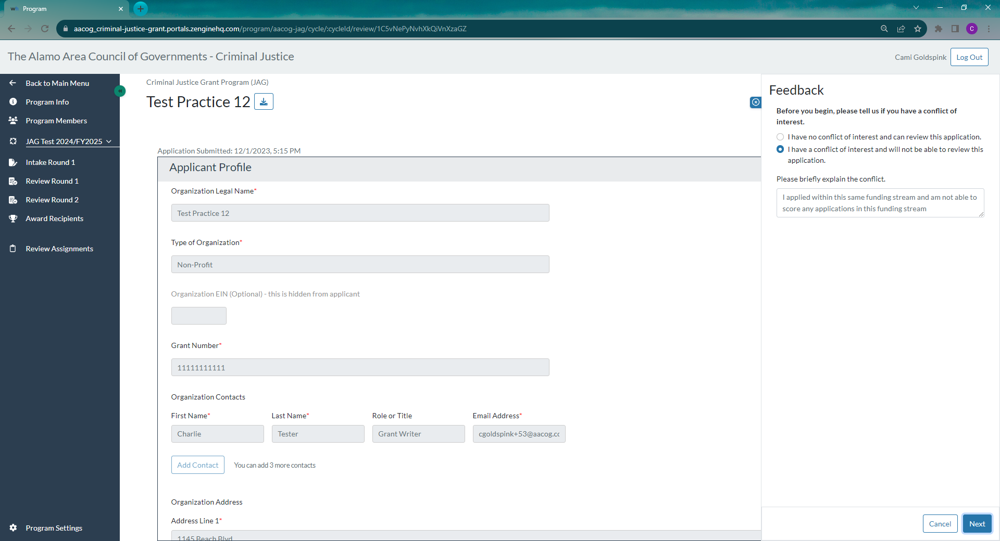 wh Program
aacog_criminal-justice-grant.portals.zenginehq.com/program/aacog-jag/cycle/:cycleId/review/1C5vNePyNvhXkQiVnXzaGZ
C
The Alamo Area Council of Governments - Criminal Justice
Cami Goldspink
Log Out
Back to Main Menu
Program Info
Program Members
JAG Test 2024/FY2025
Intake Round 1
Review Round 1
Review Round 2
Award Recipients
Review Assignments
Program Settings
Criminal Justice Grant Program (JAG)
Test Practice 12
Application Submitted: 12/1/2023, 5:15 PM
Applicant Profile
Organization Legal Name*
Test Practice 12
Type of Organization*
Non-Profit
Organization EIN (Optional) - this is hidden from applicant
Grant Number*
11111111111
Organization Contacts
First Name* Last Name* Role or Title Email Address*
Charlie Tester Grant Writer cgoldspink+53@aacog.cc
Add Contact You can add 3 more contacts
Organization Address
Address Line 1*
1145 Beach Blvd
Feedback
Before you begin, please tell us if you have a conflict of
interest.
I have no conflict of interest and can review this application.
I have a conflict of interest and will not be able to review this
application.
Please briefly explain the conflict.
I applied within this same funding stream and am not able to
score any applications in this funding stream
Cancel Next